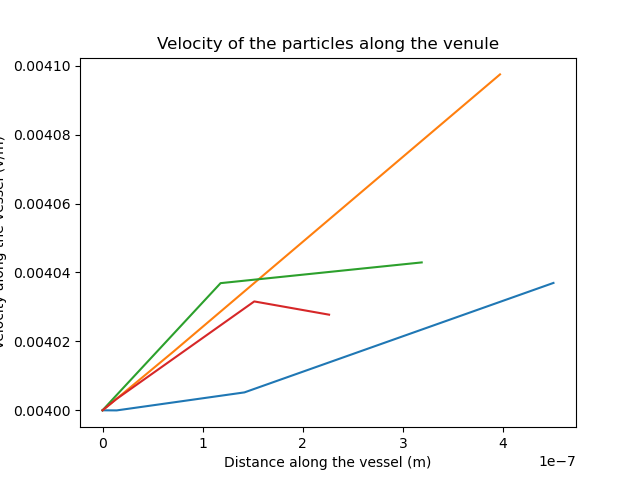 Velocity of the particles along the venule
0.00410
0.00408
0.00406
0.00404
0.00402
0.00400
along the vessel (v/m)
0
1
2
3
4
1e−7
Distance along the vessel (m)